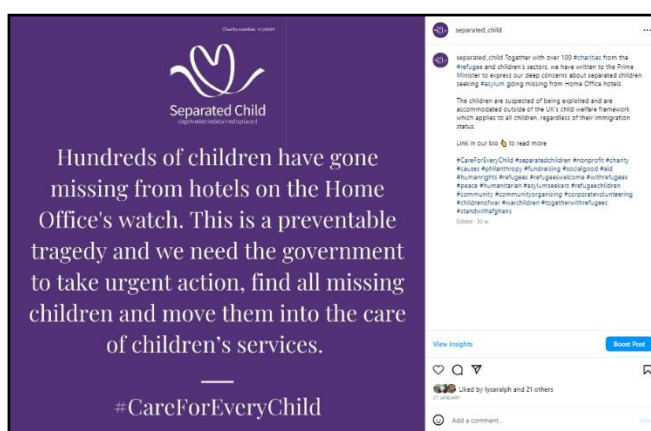 Separated Child
Hundreds of children have gone
missing from hotels on the Home
Office's watch. This is a preventable
tragedy and we need the government
to take urgent action, find all missing
children and move them into the care
of children's services.
#CareForEveryChild
separated_child
separated_child Together with over 100 #charities from the
#refugee and children's sectors, we have written to the Prime
Minister to express our deep concerns about separated children
seeking #asylum going missing from Home Office hotels.
The children are suspected of being exploited and are
accommodated outside of the UK's child welfare framework
which applies to all children, regardless of their immigration
status.
Link in our bio 👆 to read more
#CareForEveryChild #separatedchildren #nonprofit #charity
#causes #philanthropy #fundraising #socialgood #aid
#humanrights #refugees #refugeeswelcome #withrefugees
#peace #humanitarian #asylumseekers #refugeechildren
#community #communityorganising #corporatevolunteering
#childrenofwar #warchildren #togetherwithrefugees
#standwithafghans
Edited ·
View Insights
Boost Post
Liked by lysaralph and 21 others
27 JANUARY
Add a comment...